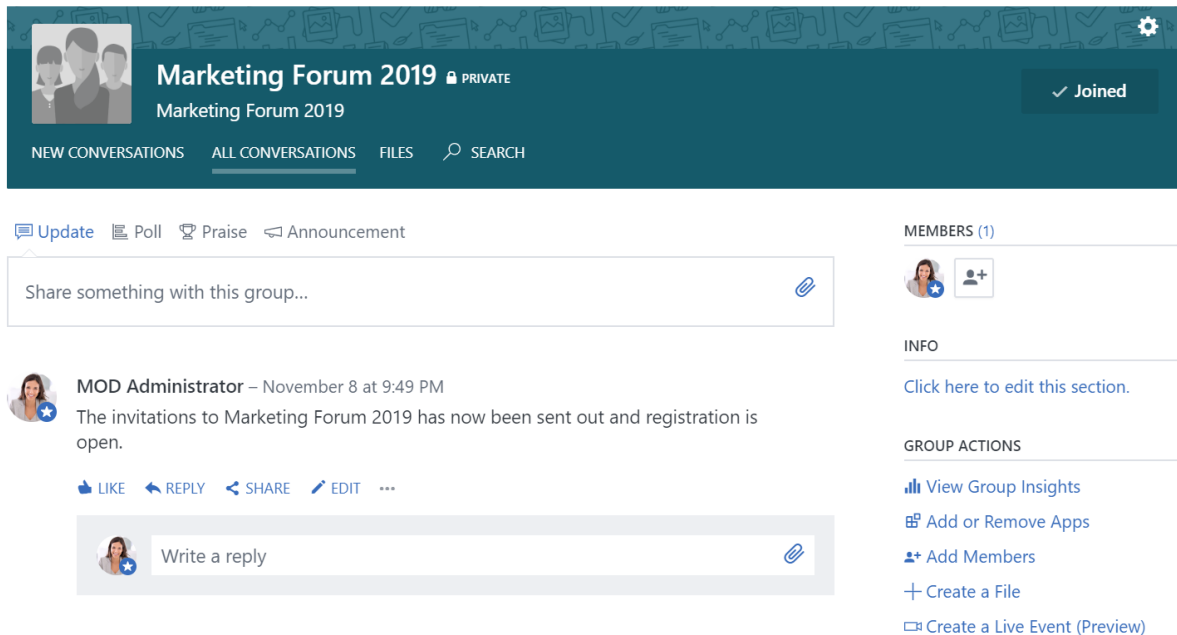 Marketing Forum 2019 PRIVATE
Marketing Forum 2019
Joined
NEW CONVERSATIONS ALL CONVERSATIONS FILES SEARCH
Update Poll Praise Announcement
Share something with this group...
MOD Administrator – November 8 at 9:49 PM
The invitations to Marketing Forum 2019 has now been sent out and registration is
open.
LIKE REPLY SHARE EDIT •••
Write a reply
MEMBERS (1)
INFO
Click here to edit this section.
GROUP ACTIONS
View Group Insights
Add or Remove Apps
Add Members
Create a File
Create a Live Event (Preview)